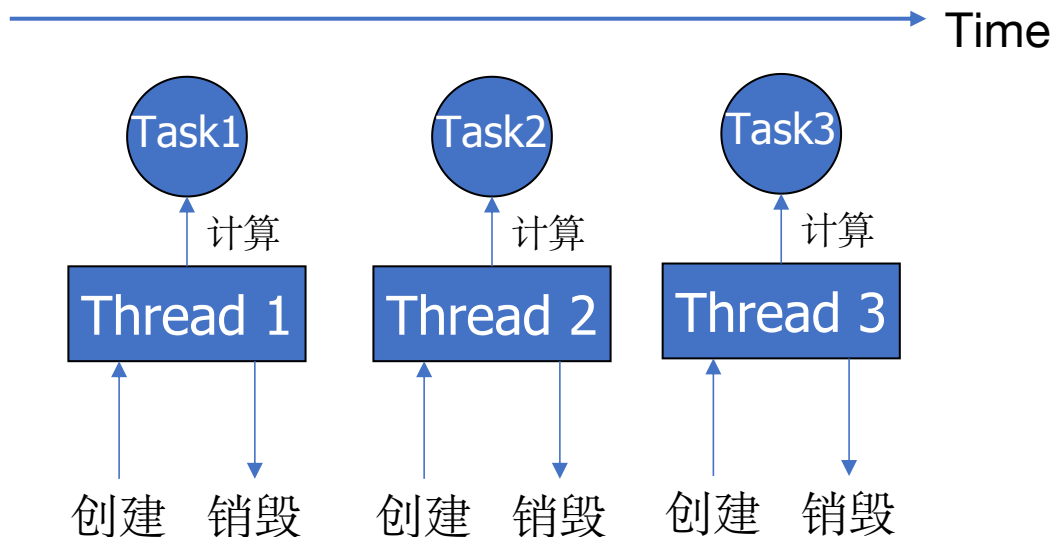 Time
Task1 Task2 Task3
计算 计算 计算
Thread 1 Thread 2 Thread 3
创建 销毁 创建 销毁 创建 销毁